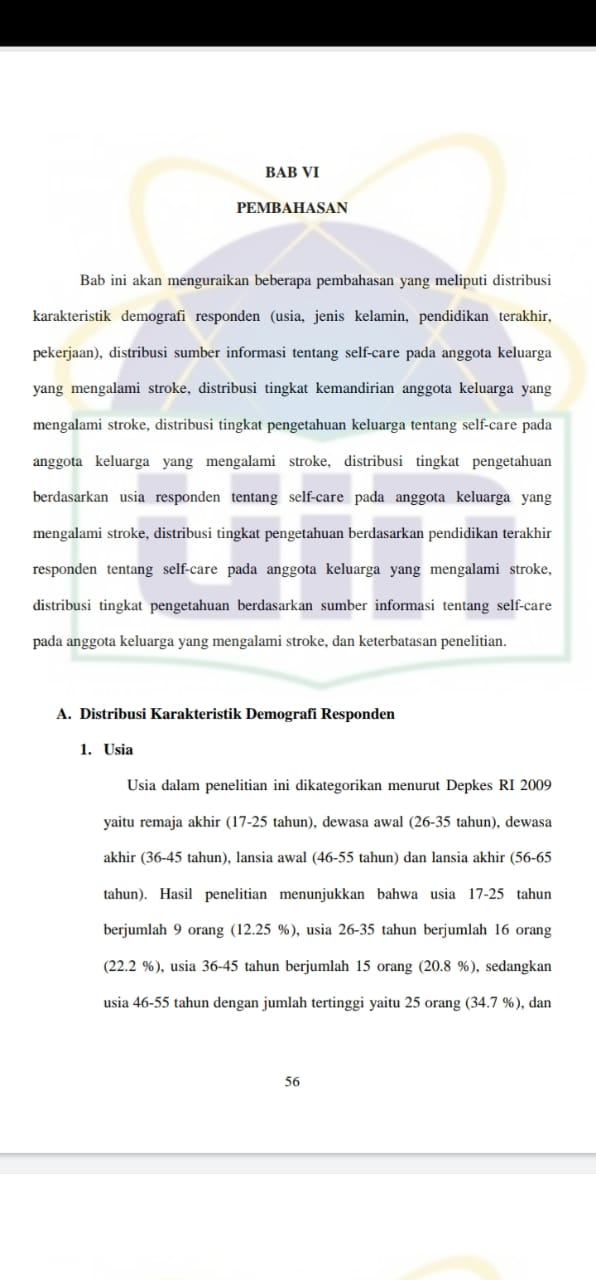 BAB VI
PEMBAHASAN
Bab ini akan menguraikan beberapa pembahasan yang meliputi distribusi
karakteristik demografi responden (usia, jenis kelamin, pendidikan terakhir,
pekerjaan), distribusi sumber informasi tentang self-care pada anggota keluarga
yang mengalami stroke, distribusi tingkat kemandirian anggota keluarga yang
mengalami stroke, distribusi tingkat pengetahuan keluarga tentang self-care pada
anggota keluarga yang mengalami stroke, distribusi tingkat pengetahuan
berdasarkan usia responden tentang self-care pada anggota keluarga yang
mengalami stroke, distribusi tingkat pengetahuan berdasarkan pendidikan terakhir
responden tentang self-care pada anggota keluarga yang mengalami stroke,
distribusi tingkat pengetahuan berdasarkan sumber informasi tentang self-care
pada anggota keluarga yang mengalami stroke, dan keterbatasan penelitian.
uin
A. Distribusi Karakteristik Demografi Responden
1. Usia
Usia dalam penelitian ini dikategorikan menurut Depkes RI 2009
yaitu remaja akhir (17-25 tahun), dewasa awal (26-35 tahun), dewasa
akhir (36-45 tahun), lansia awal (46-55 tahun) dan lansia akhir (56-65
tahun). Hasil penelitian menunjukkan bahwa usia 17-25 tahun
berjumlah 9 orang (12.25 %), usia 26-35 tahun berjumlah 16 orang
(22.2 %), usia 36-45 tahun berjumlah 15 orang (20.8 %), sedangkan
usia 46-55 tahun dengan jumlah tertinggi yaitu 25 orang (34.7 %), dan
56